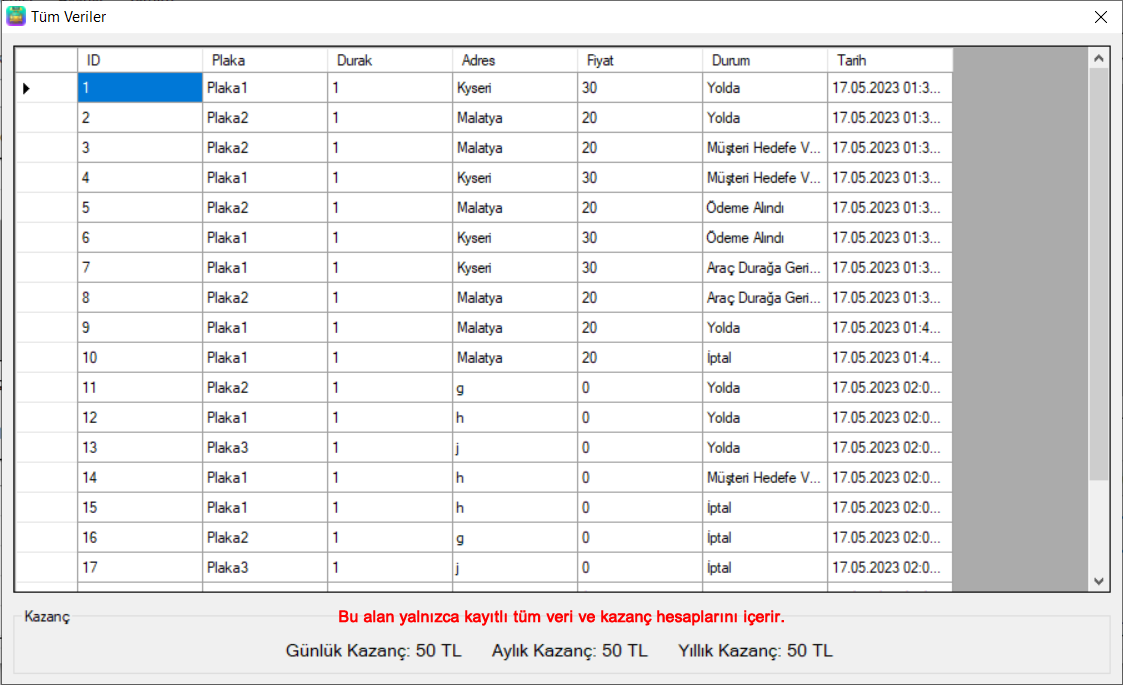 Tüm Veriler
ID Plaka Durak Adres Fiyat Durum Tarih
1 Plaka1 1 Kyseri 30 Yolda 17.05.2023 01:3...
2 Plaka2 1 Malatya 20 Yolda 17.05.2023 01:3...
3 Plaka2 1 Malatya 20 Müşteri Hedefe V... 17.05.2023 01:3...
4 Plaka1 1 Kyseri 30 Müşteri Hedefe V... 17.05.2023 01:3...
5 Plaka2 1 Malatya 20 Ödeme Alındı 17.05.2023 01:3...
6 Plaka1 1 Kyseri 30 Ödeme Alındı 17.05.2023 01:3...
7 Plaka1 1 Kyseri 30 Araç Durağa Geri... 17.05.2023 01:3...
8 Plaka2 1 Malatya 20 Araç Durağa Geri... 17.05.2023 01:3...
9 Plaka1 1 Malatya 20 Yolda 17.05.2023 01:4...
10 Plaka1 1 Malatya 20 İptal 17.05.2023 01:4...
11 Plaka2 1 g 0 Yolda 17.05.2023 02:0...
12 Plaka1 1 h 0 Yolda 17.05.2023 02:0...
13 Plaka3 1 j 0 Yolda 17.05.2023 02:0...
14 Plaka1 1 h 0 Müşteri Hedefe V... 17.05.2023 02:0...
15 Plaka1 1 h 0 İptal 17.05.2023 02:0...
16 Plaka2 1 g 0 İptal 17.05.2023 02:0...
17 Plaka3 1 j 0 İptal 17.05.2023 02:0...
Kazanç
Bu alan yalnızca kayıtlı tüm veri ve kazanç hesaplarını içerir.
Günlük Kazanç: 50 TL Aylık Kazanç: 50 TL Yıllık Kazanç: 50 TL